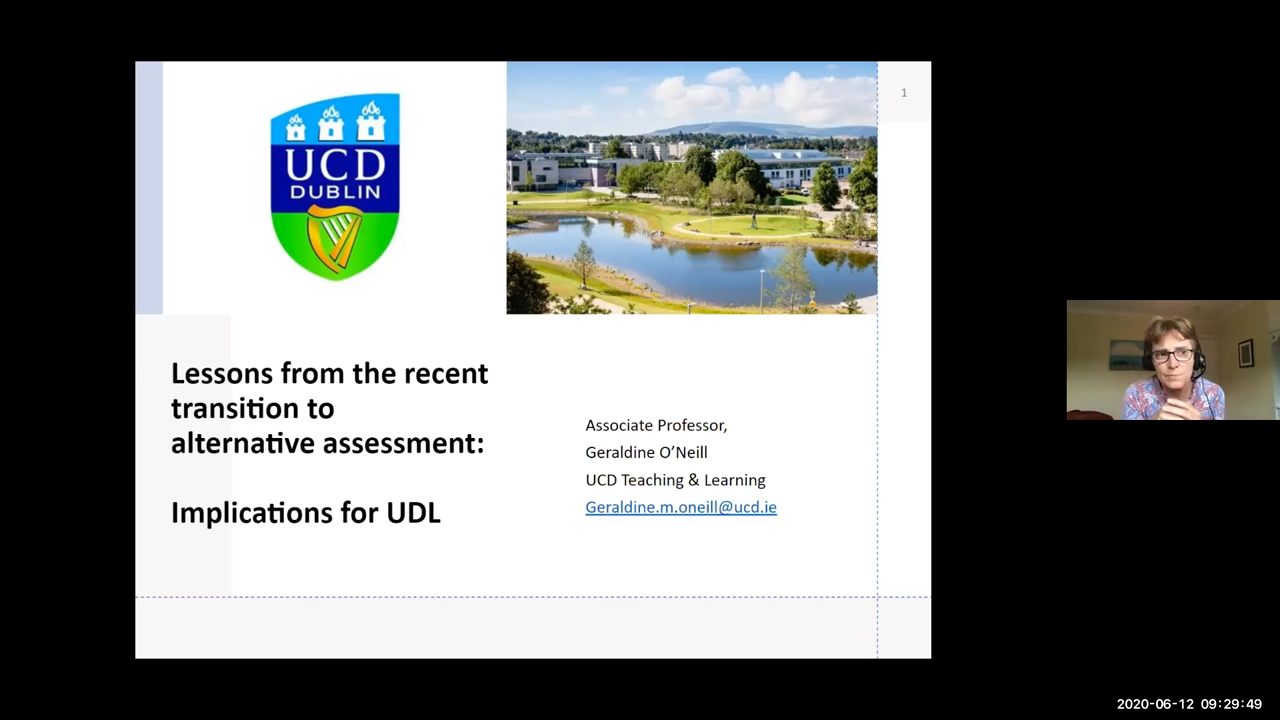 UCD
DUBLIN
1
Lessons from the recent
transition to
alternative assessment:
Implications for UDL
Associate Professor,
Geraldine O’Neill
UCD Teaching & Learning
Geraldine.m.oneill@ucd.ie
2020-06-12 09:29:49